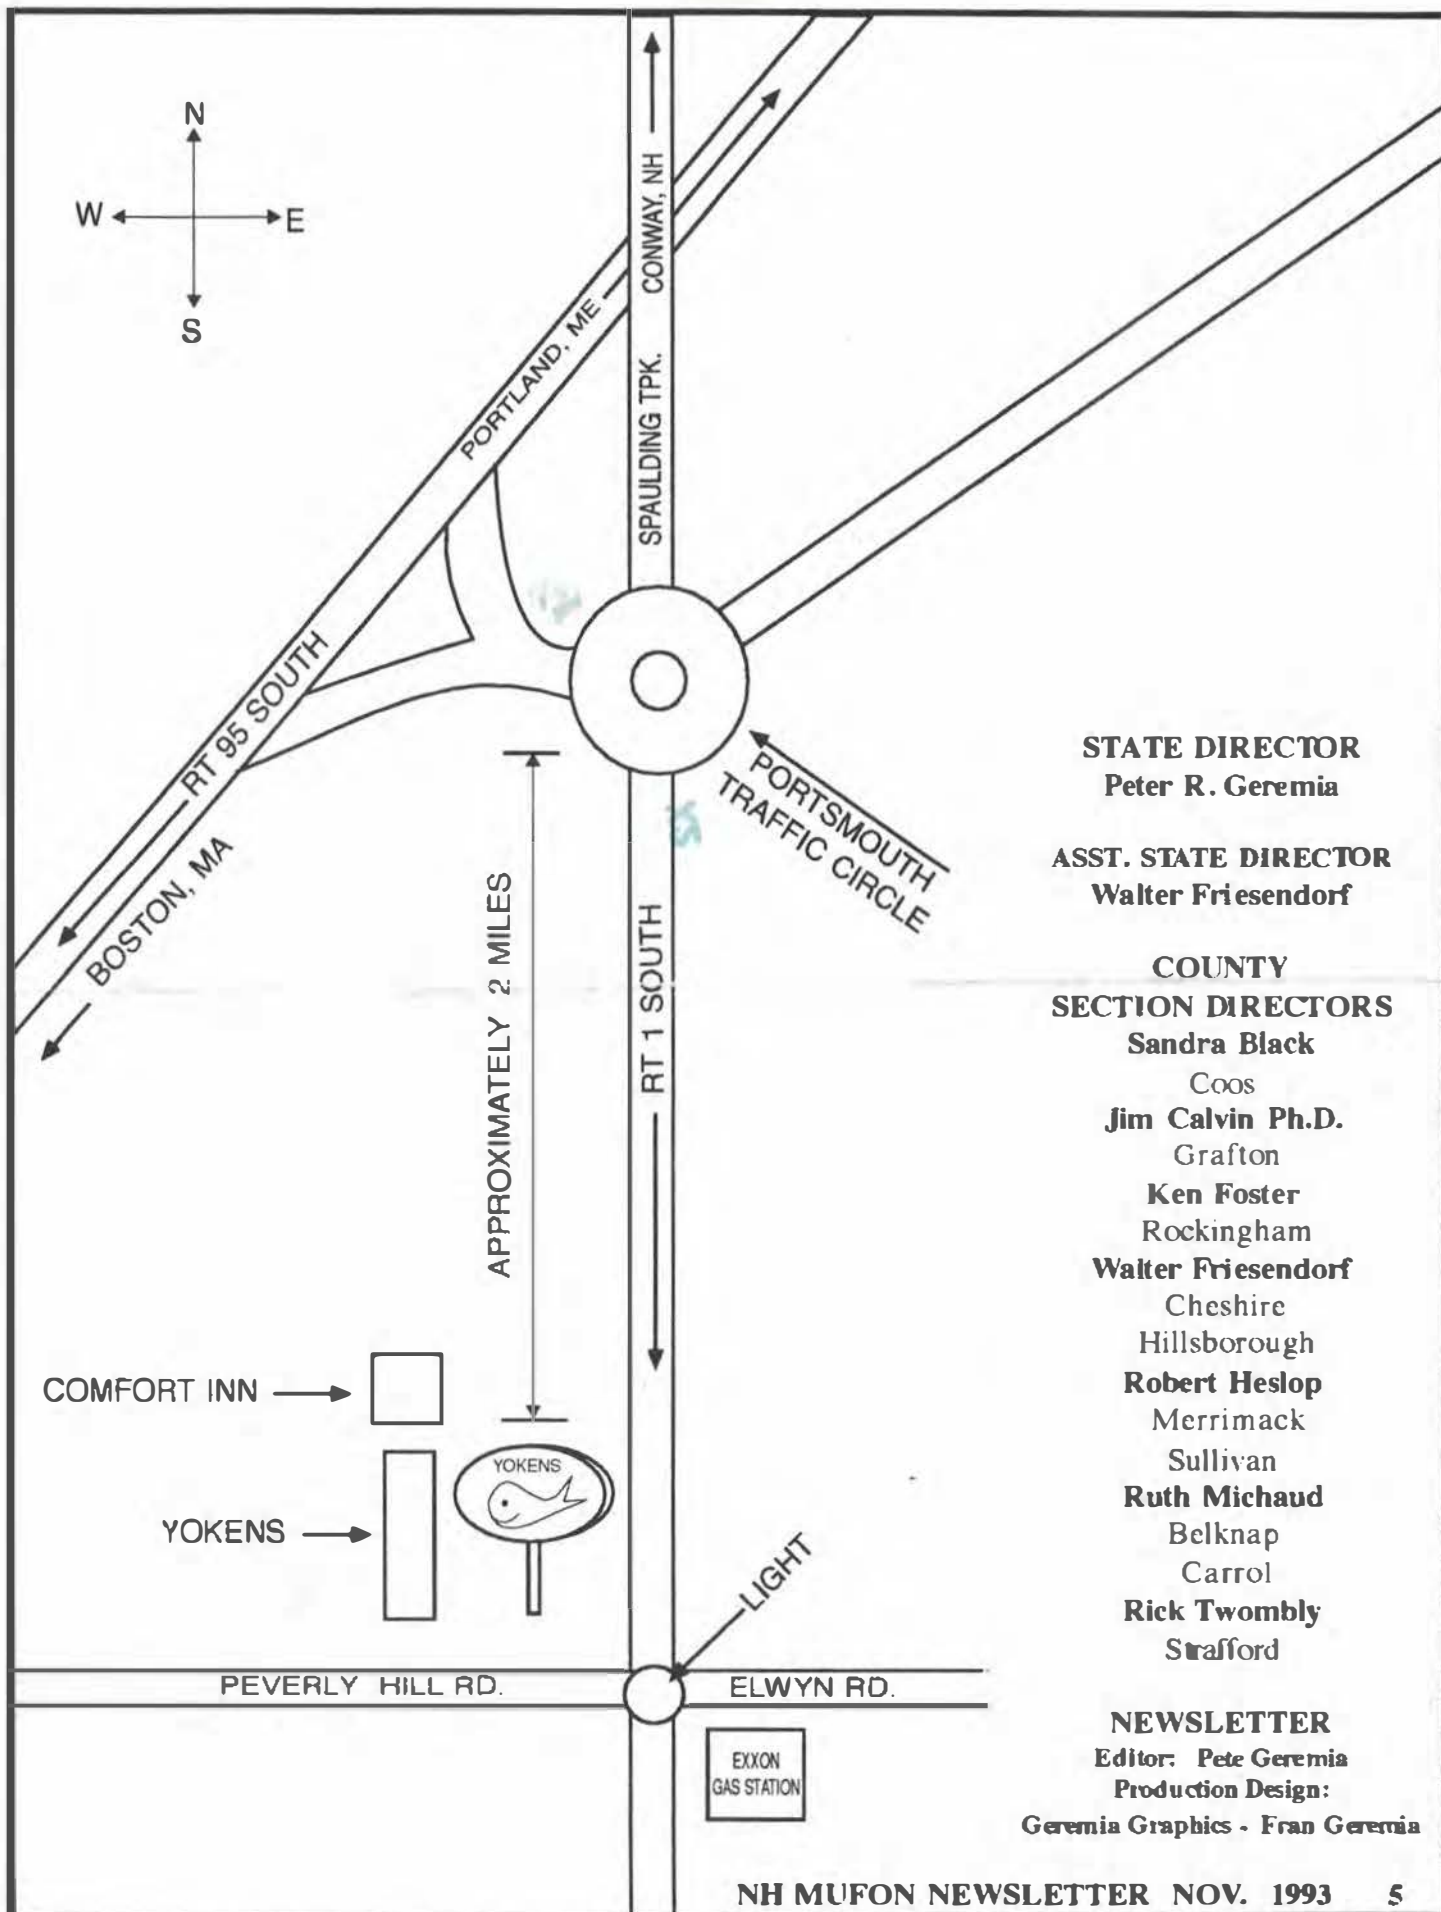 N
W
E
S
CONWAY, NH
SPAULDING TPK.
PORTLAND, ME
RT 95 SOUTH
BOSTON, MA
PORTSMOUTH
TRAFFIC CIRCLE
APPROXIMATELY 2 MILES
RT 1 SOUTH
COMFORT INN
YOKENS
YOKENS
LIGHT
PEVERLY HILL RD.
ELWYN RD.
EXXON
GAS STATION
STATE DIRECTOR
Peter R. Geremia
ASST. STATE DIRECTOR
Walter Friesendorf
COUNTY
SECTION DIRECTORS
Sandra Black
Coos
Jim Calvin Ph.D.
Grafton
Ken Foster
Rockingham
Walter Friesendorf
Cheshire
Hillsborough
Robert Heslop
Merrimack
Sullivan
Ruth Michaud
Belknap
Carrol
Rick Twombly
Strafford
NEWSLETTER
Editor: Pete Geremia
Production Design:
Geremia Graphics - Fran Geremia
NH MUFON NEWSLETTER NOV. 1993 5